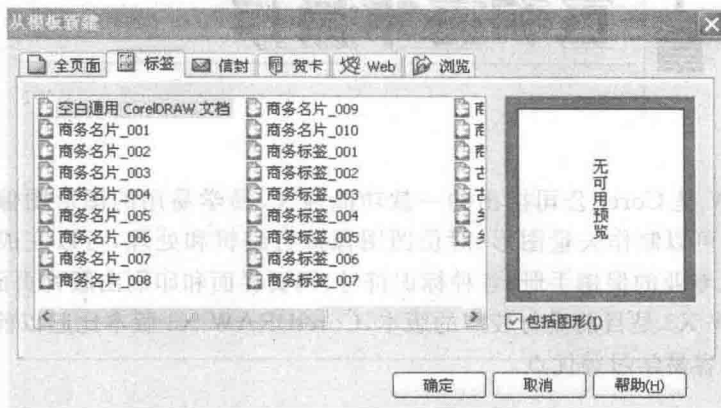 从模板新建
全页面 标签 信封 贺卡 Web 浏览
空白通用 CorelDRAW 文档
商务名片_001
商务名片_002
商务名片_003
商务名片_004
商务名片_005
商务名片_007
商务名片_008
商务名片_009
商务名片_010
商务标签_001
商务标签_002
商务标签_003
商务标签_004
商务标签_005
商务标签_006
商务标签_007
无可用预览
包括图形(I)
确定 取消 帮助(H)